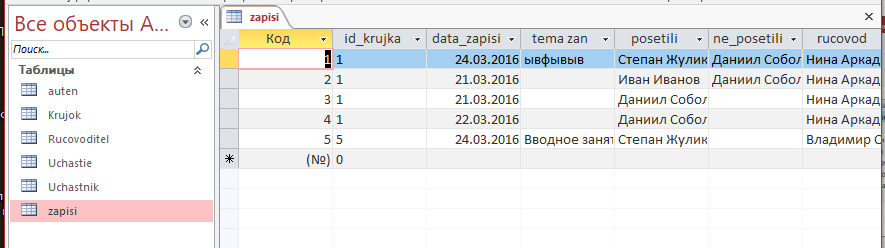 Все объекты A...
Поиск...
Таблицы
auten
Krujok
Rucovoditel
Uchastie
Uchastnik
zapisi
zapisi
Код id_krujka data_zapisi tema zan posetili ne_posetili rucovod
1 1 24.03.2016 ывфывыв Степан Жулик Даниил Собол Нина Аркад
2 1 21.03.2016 Иван Иванов Даниил Собол Нина Аркад
3 1 21.03.2016 Даниил Собол Нина Аркад
4 1 22.03.2016 Даниил Собол Нина Аркад
5 5 24.03.2016 Вводное занят Степан Жулик Владимир С
(№) 0